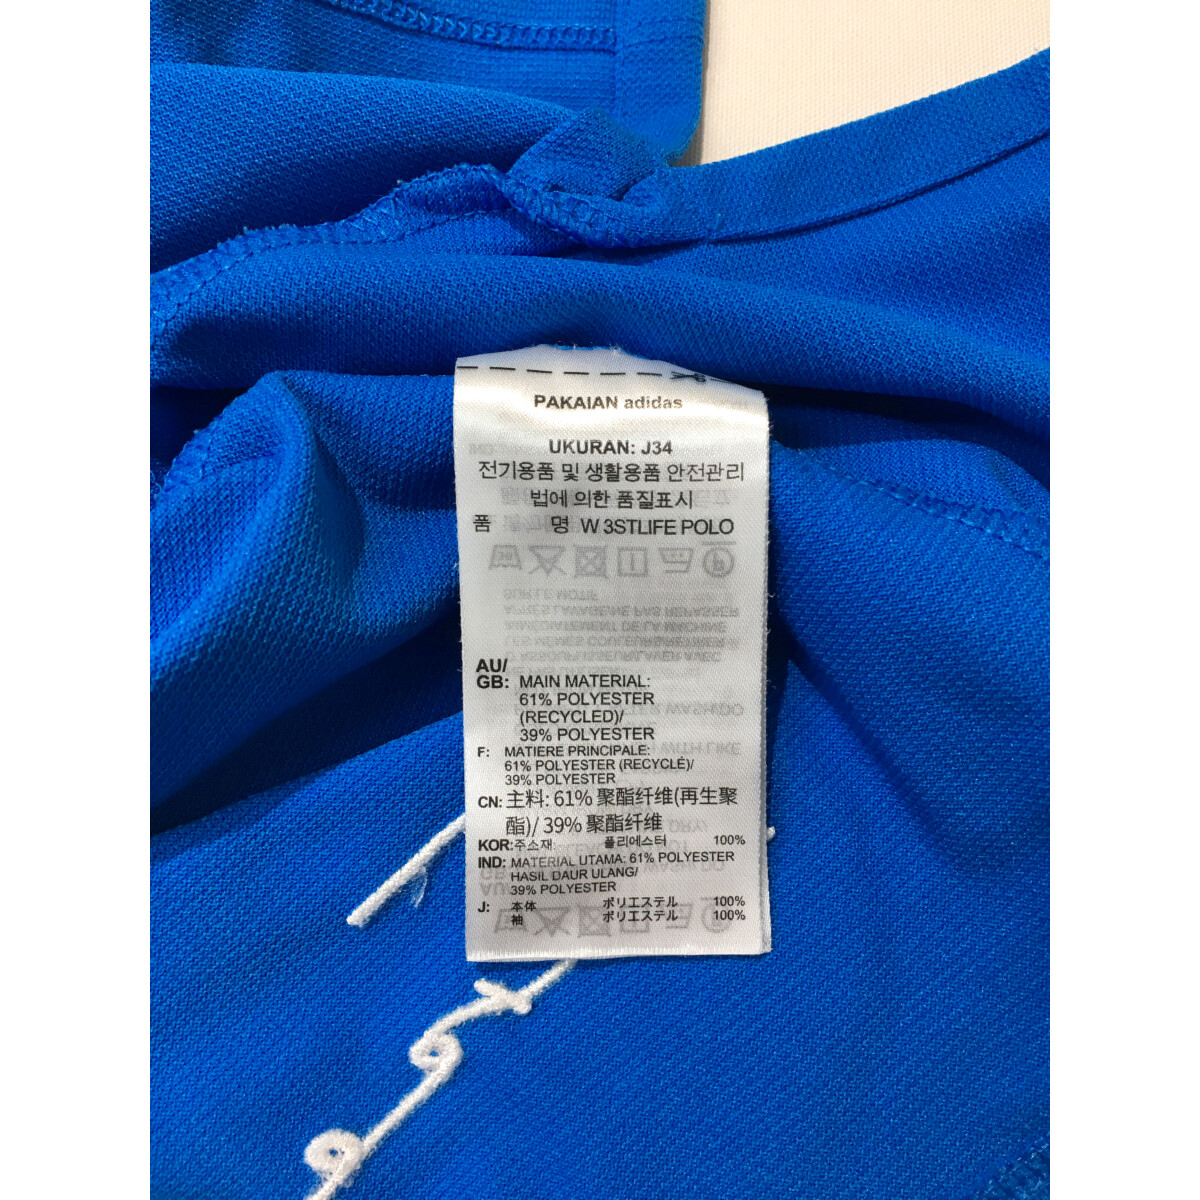 PAKAIAN adidas
UKURAN: J34
전기용품 및 생활용품 안전관리
법에 의한 품질표시
품 명 W 3STLIFE POLO
AU/
GB: MAIN MATERIAL:
61% POLYESTER
(RECYCLED)/
39% POLYESTER
F: MATIERE PRINCIPALE:
61% POLYESTER (RECYCLÉ)/
39% POLYESTER
CN: 主料: 61% 聚酯纤维(再生聚
酯)/ 39% 聚酯纤维
KOR:주소재: 폴리에스터 100%
IND: MATERIAL UTAMA: 61% POLYESTER
HASIL DAUR ULANG/
39% POLYESTER
J: 本体 ポリエステル 100%
袖 ポリエステル 100%